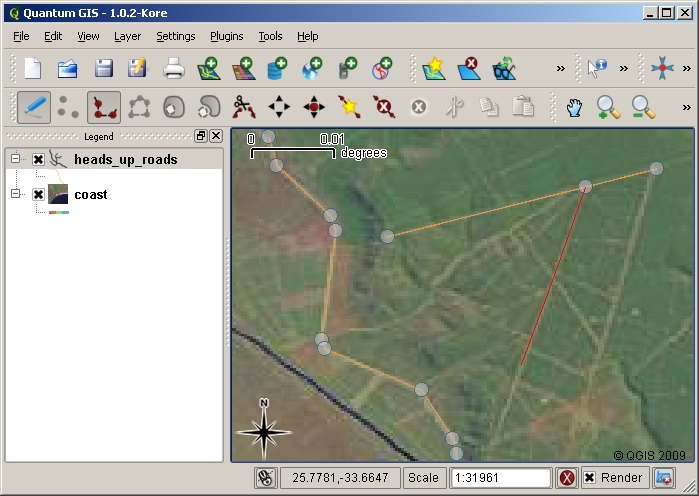 Quantum GIS - 1.0.2-Kore
File Edit View Layer Settings Plugins Tools Help
» » »
»
Legend
heads_up_roads
coast
0 0.01
degrees
N
© QGIS 2009
25.7781,-33.6647 Scale 1:31961 Render